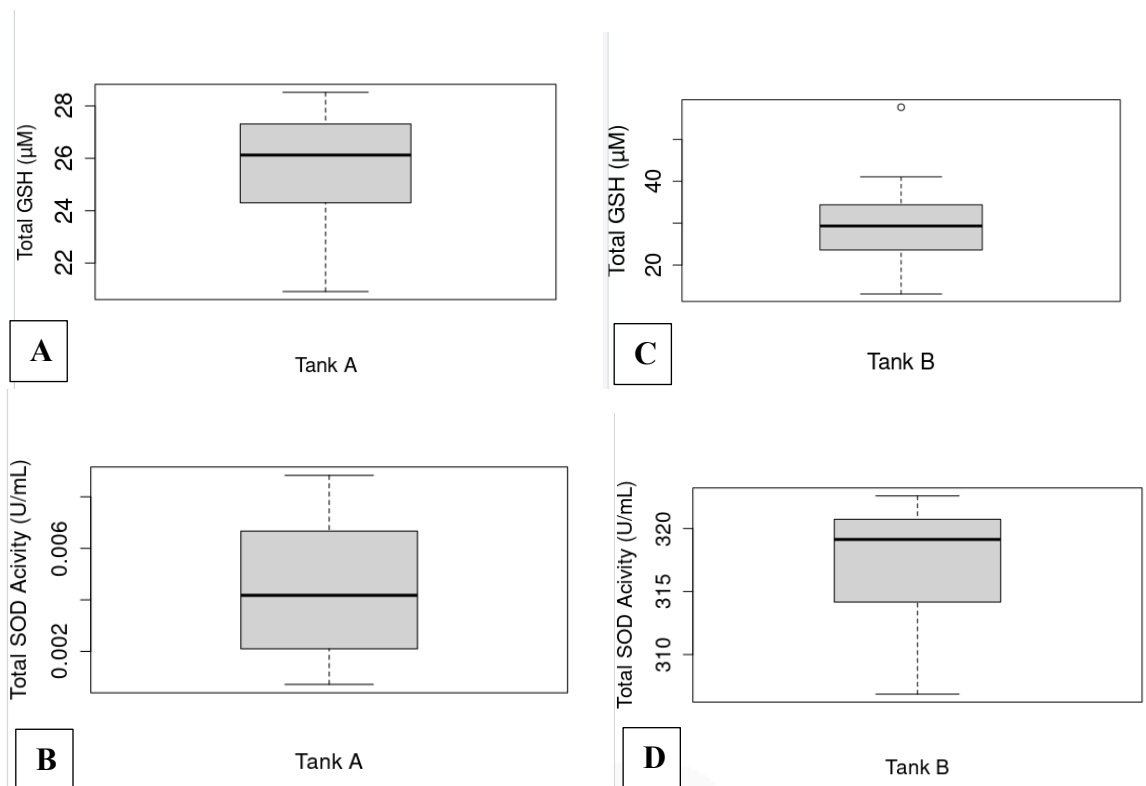 Total GSH (µM)
28
26
24
22
A
Tank A
Total GSH (µM)
40
20
C
Tank B
Total SOD Acivity (U/mL)
0.006
0.002
B
Tank A
Total SOD Acivity (U/mL)
320
315
310
D
Tank B